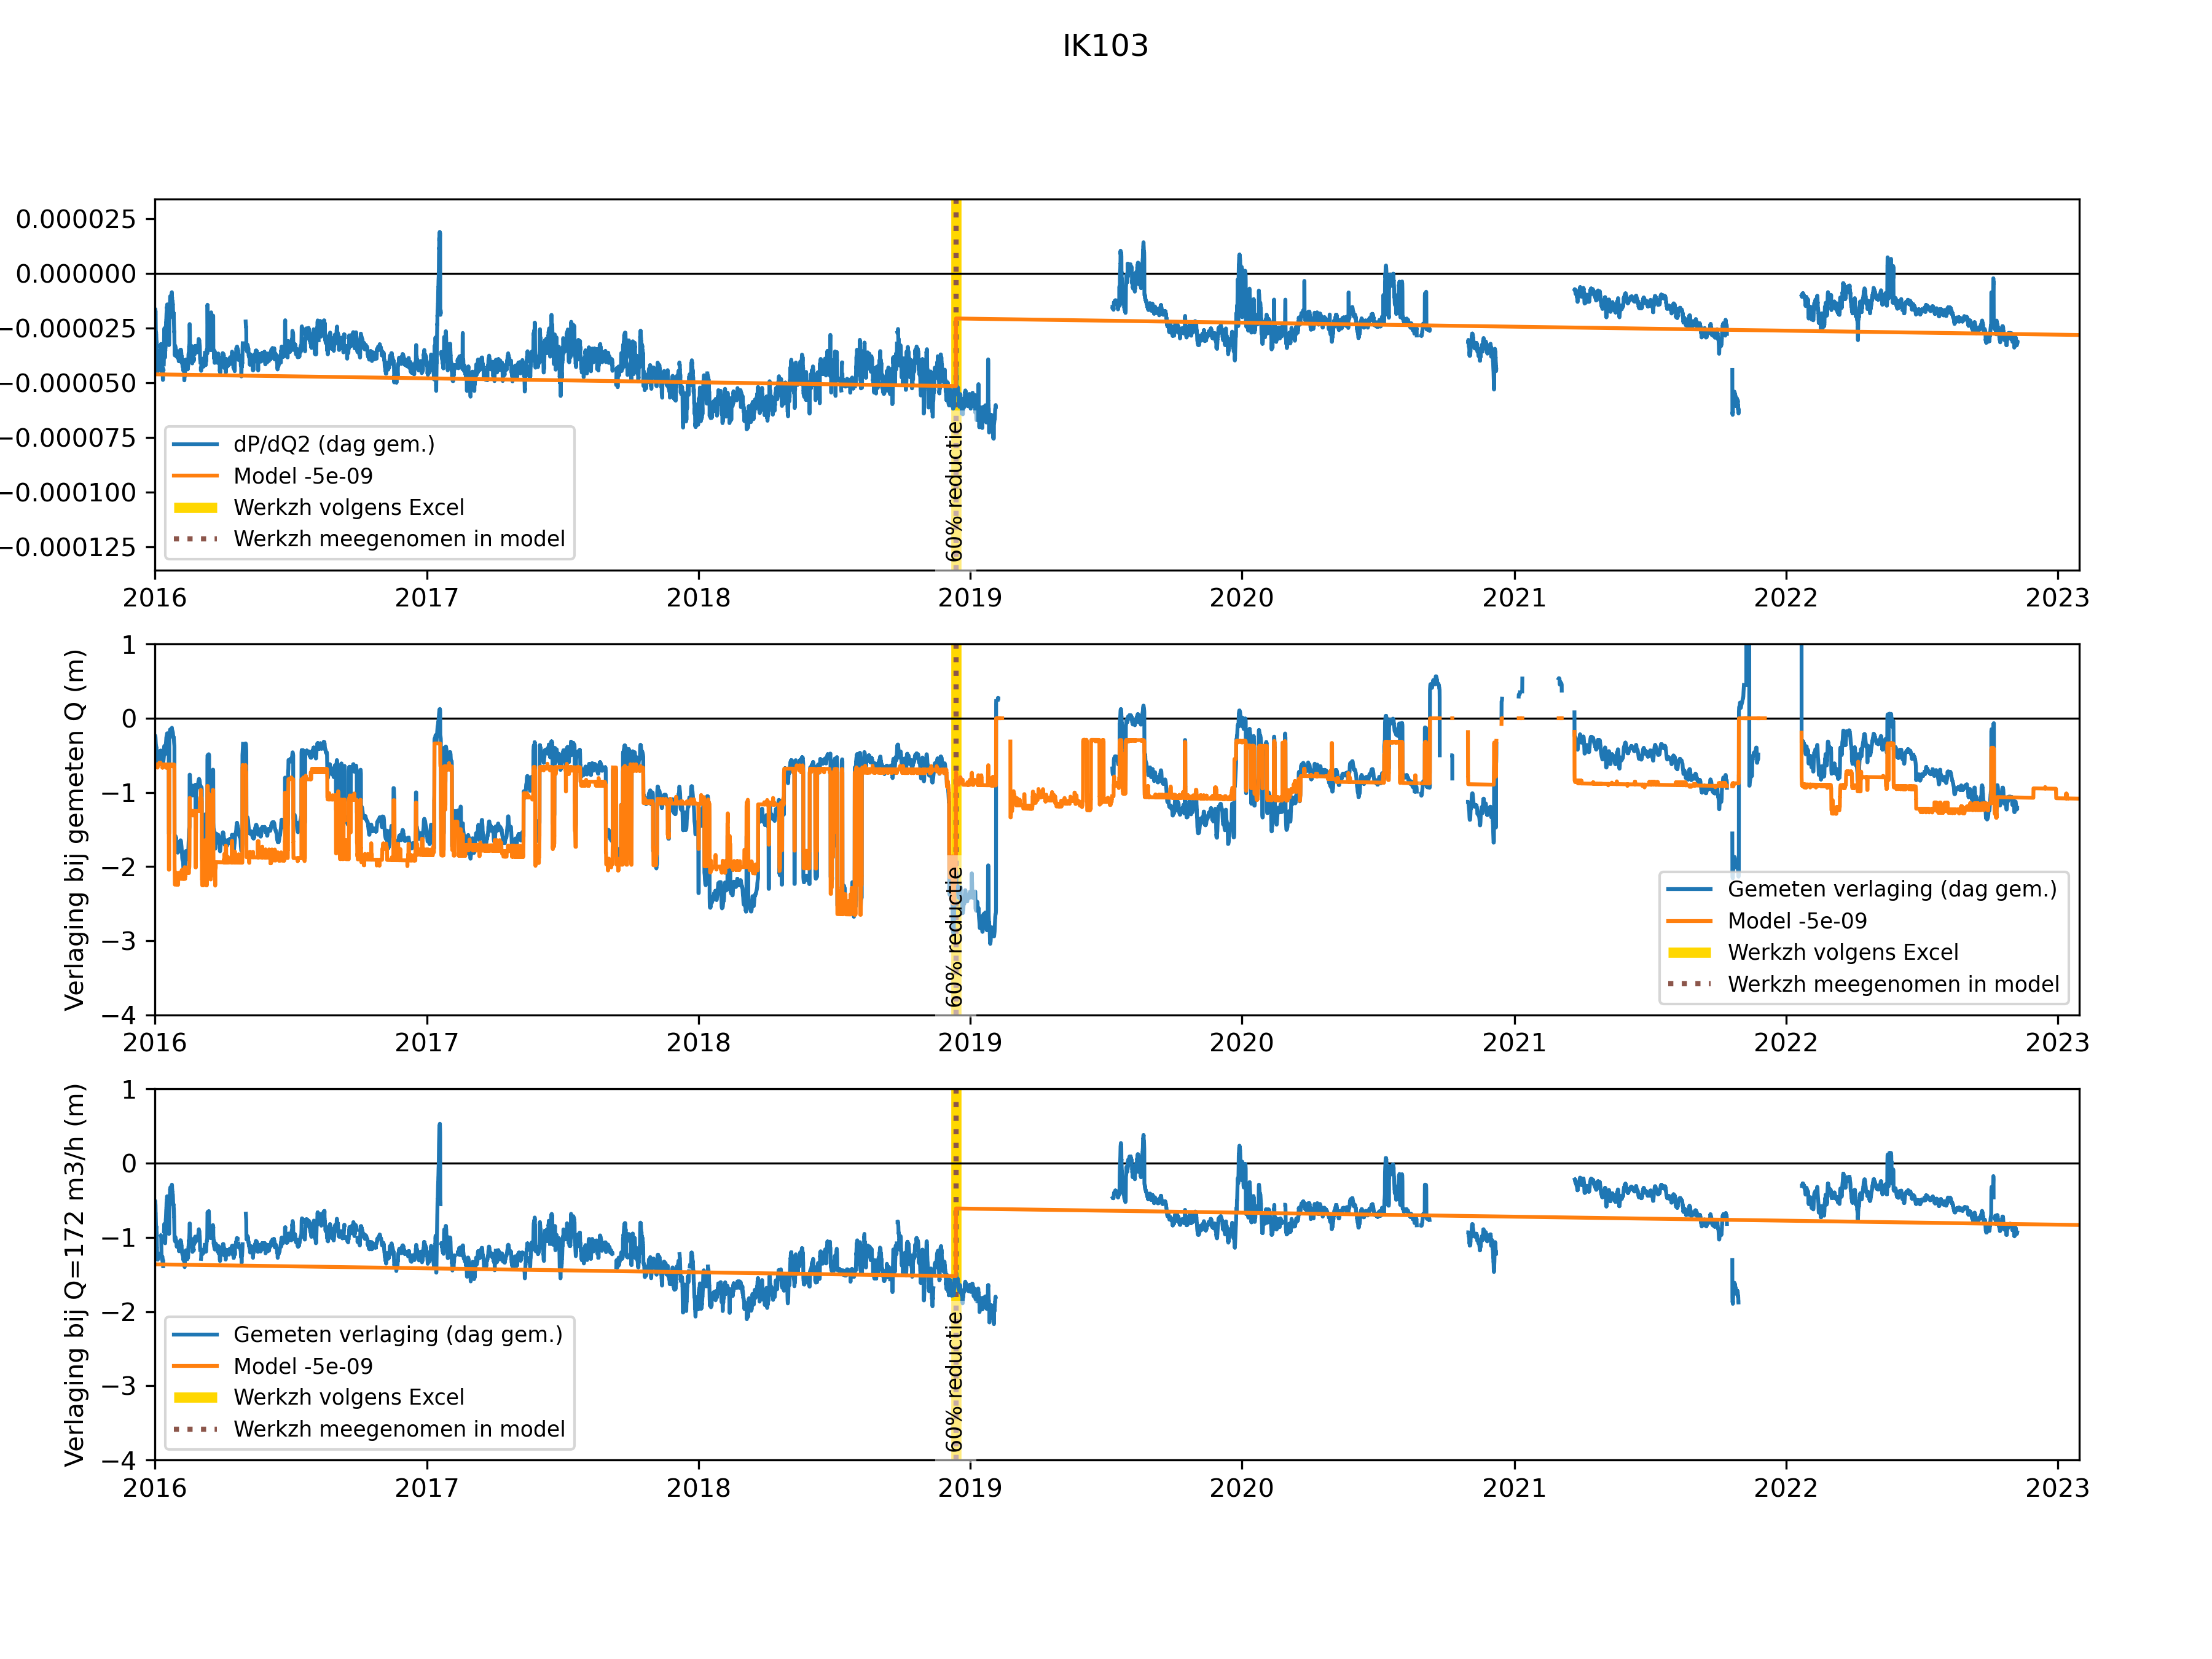 IK103
0.000025
0.000000
−0.000025
−0.000050
−0.000075
−0.000100
−0.000125
dP/dQ2 (dag gem.)
Model -5e-09
Werkzh volgens Excel
Werkzh meegenomen in model
60% reductie
2016 2017 2018 2019 2020 2021 2022 2023
Verlaging bij gemeten Q (m)
1
0
−1
−2
−3
−4
60% reductie
Gemeten verlaging (dag gem.)
Model -5e-09
Werkzh volgens Excel
Werkzh meegenomen in model
2016 2017 2018 2019 2020 2021 2022 2023
Verlaging bij Q=172 m3/h (m)
1
0
−1
−2
−3
−4
Gemeten verlaging (dag gem.)
Model -5e-09
Werkzh volgens Excel
Werkzh meegenomen in model
60% reductie
2016 2017 2018 2019 2020 2021 2022 2023